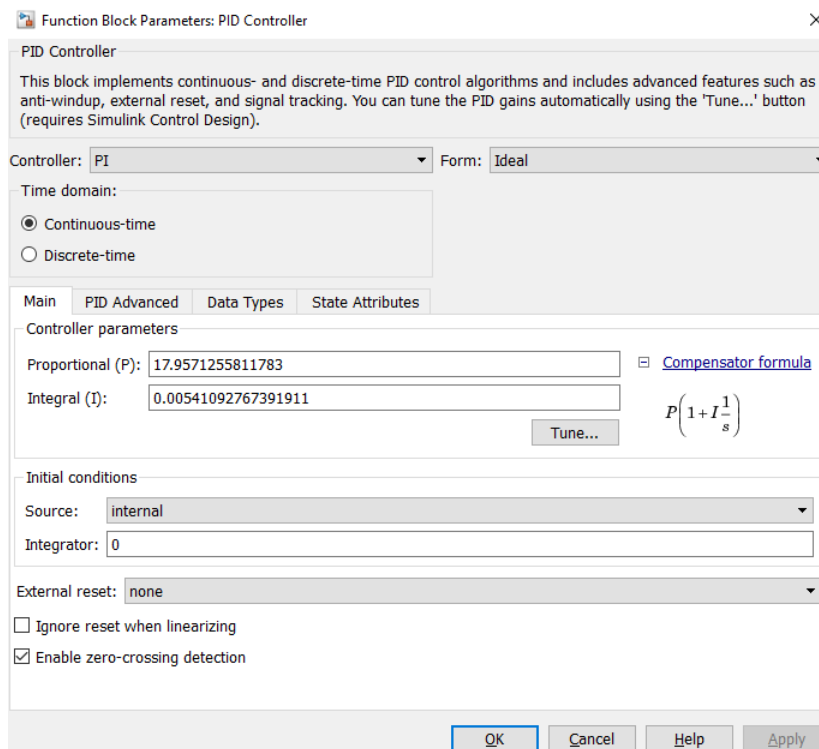 Function Block Parameters: PID Controller
PID Controller
This block implements continuous- and discrete-time PID control algorithms and includes advanced features such as
anti-windup, external reset, and signal tracking. You can tune the PID gains automatically using the 'Tune...' button
(requires Simulink Control Design).
Controller: PI Form: Ideal
Time domain:
Continuous-time
Discrete-time
Main PID Advanced Data Types State Attributes
Controller parameters
Proportional (P): 17.9571255811783 Compensator formula
Integral (I): 0.00541092767391911
P(1+I 1/s)
Tune...
Initial conditions
Source: internal
Integrator: 0
External reset: none
Ignore reset when linearizing
Enable zero-crossing detection
OK Cancel Help Apply